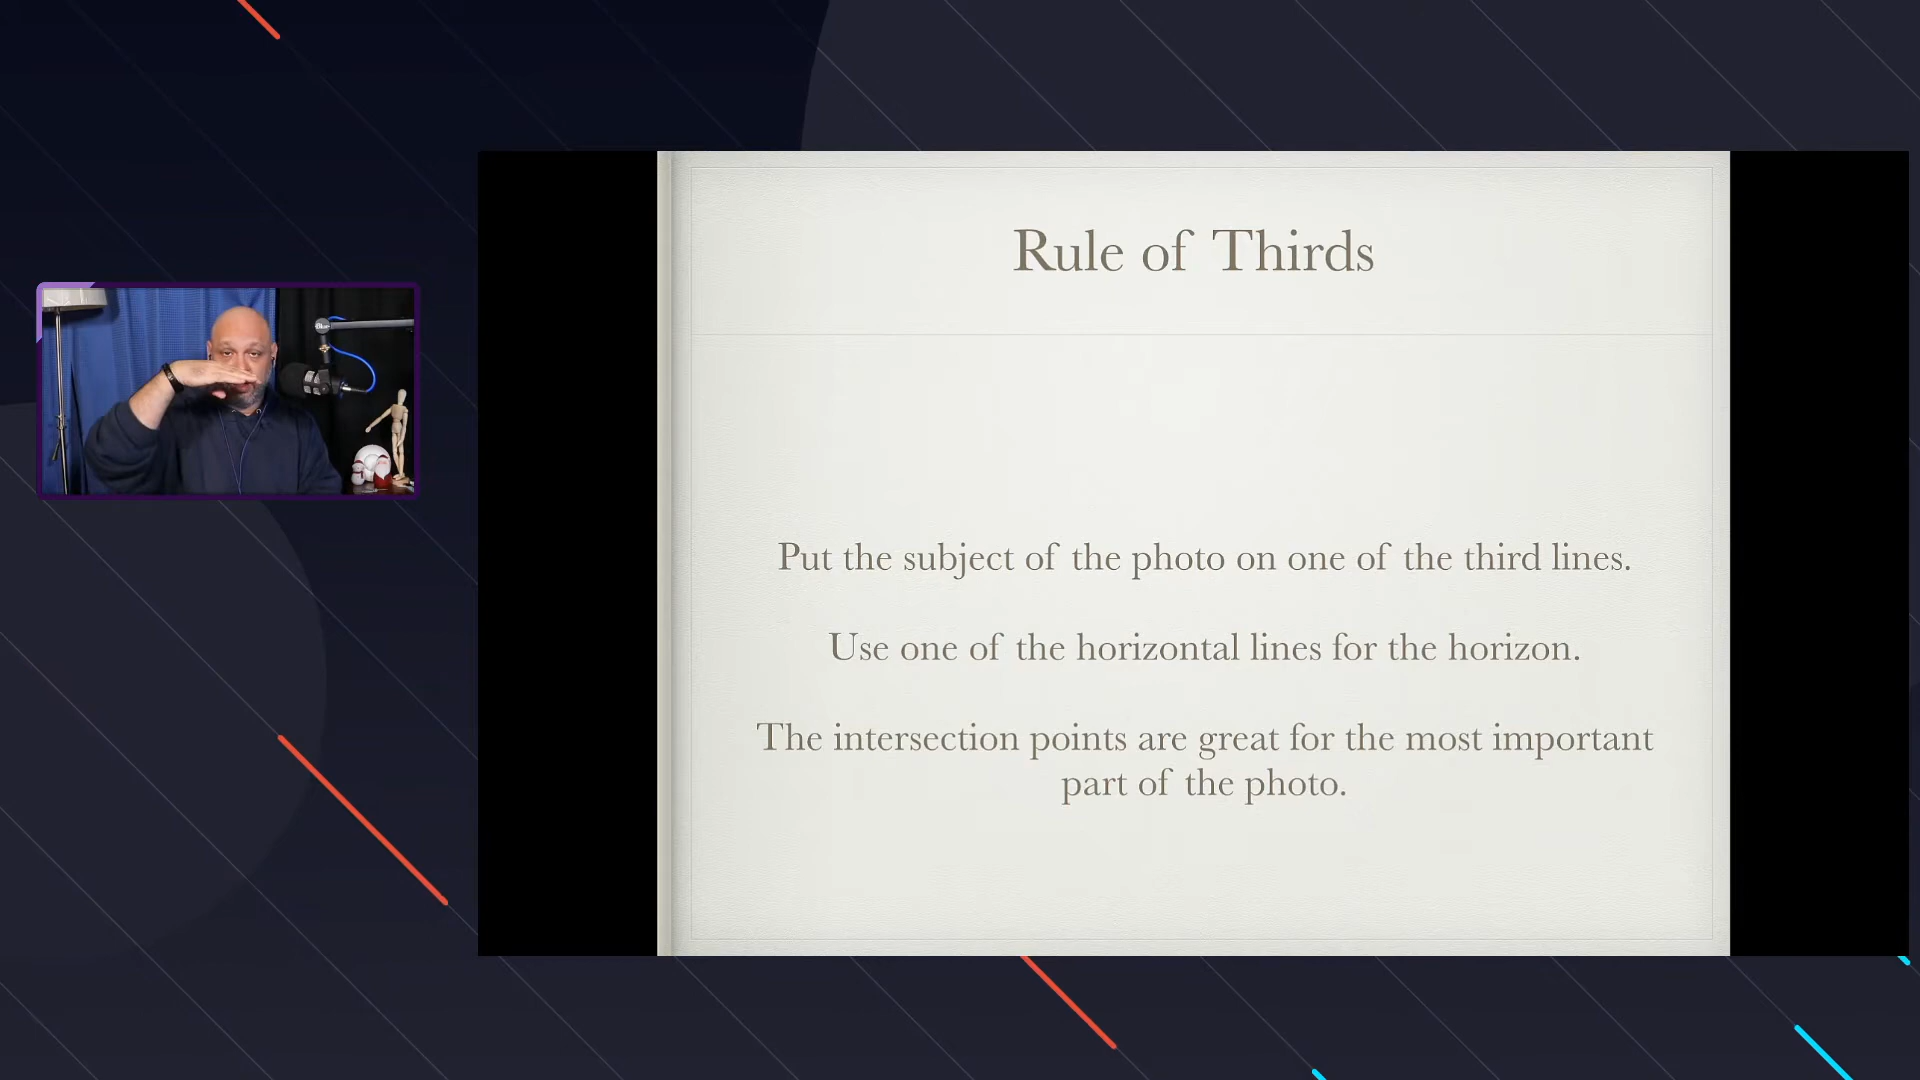 Rule of Thirds
Put the subject of the photo on one of the third lines.
Use one of the horizontal lines for the horizon.
The intersection points are great for the most important
part of the photo.